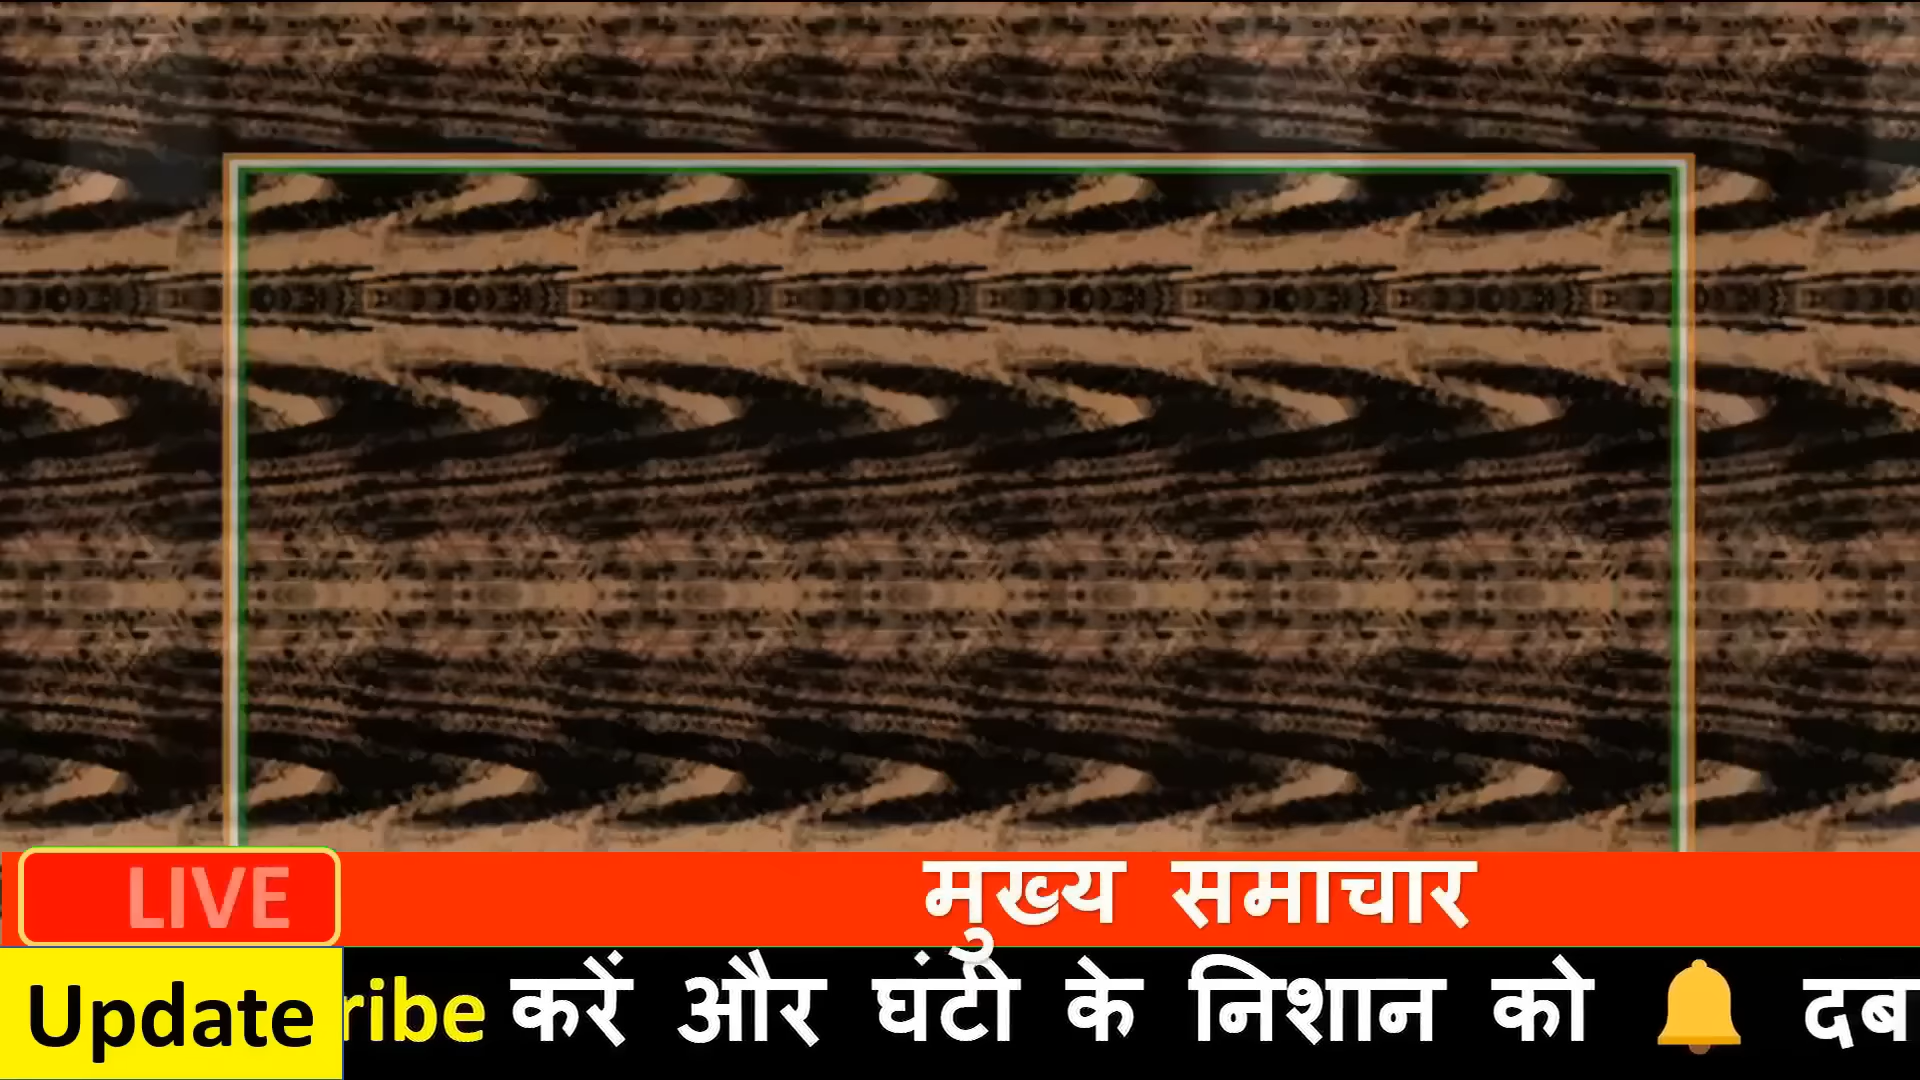 LIVE
मुख्य समाचार
Update
ribe करें और घंटी के निशान को 🔔 दब